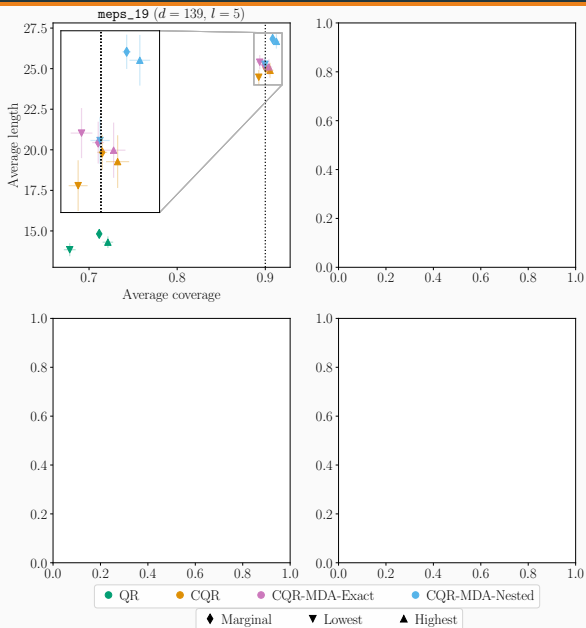 meps_19 (d = 139, l = 5)
27.5
25.0
22.5
20.0
17.5
15.0
Average length
0.7 0.8 0.9
Average coverage
1.0
0.8
0.6
0.4
0.2
0.0
0.0 0.2 0.4 0.6 0.8 1.0
1.0
0.8
0.6
0.4
0.2
0.0
0.0 0.2 0.4 0.6 0.8 1.0
1.0
0.8
0.6
0.4
0.2
0.0
0.0 0.2 0.4 0.6 0.8 1.0
QR CQR CQR-MDA-Exact CQR-MDA-Nested
Marginal Lowest Highest